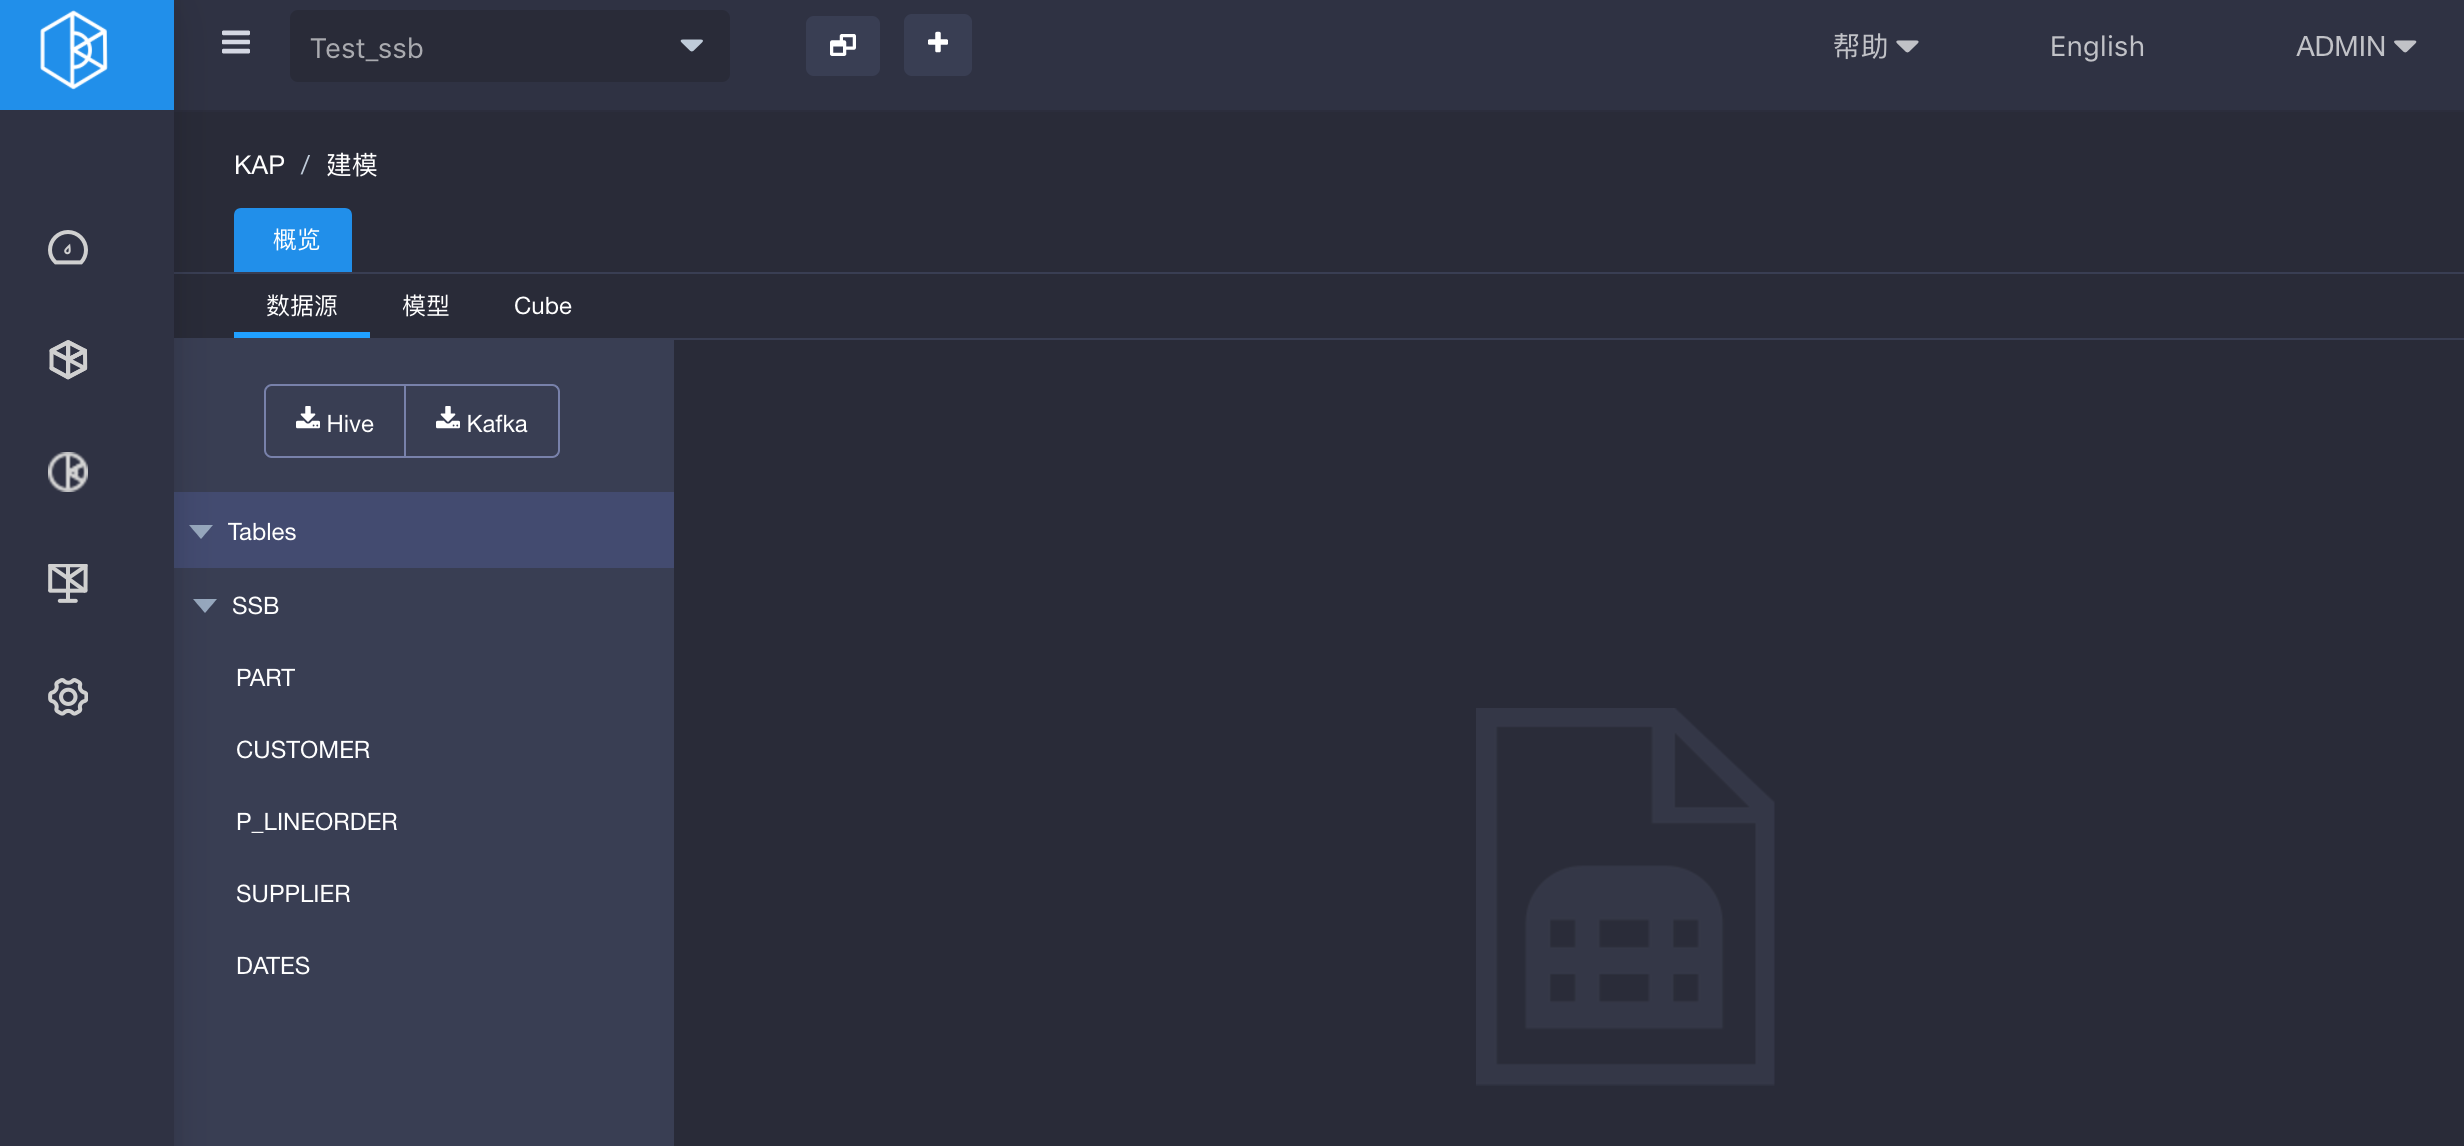 Test_ssb
帮助
English
ADMIN
KAP / 建模
概览
数据源 模型 Cube
Hive Kafka
Tables
SSB
PART
CUSTOMER
P_LINEORDER
SUPPLIER
DATES